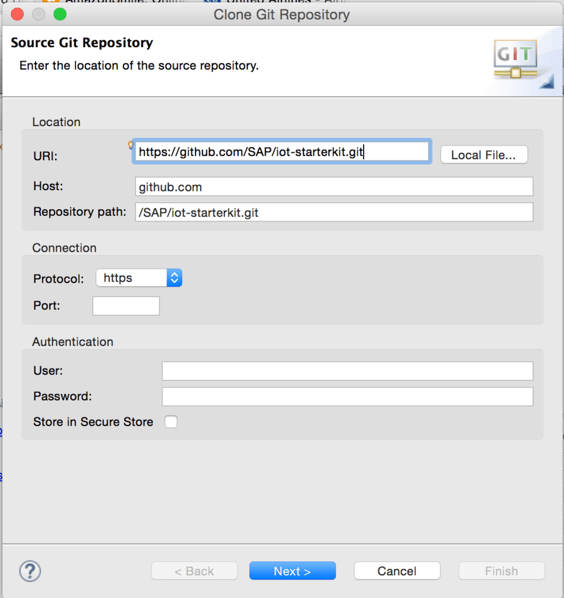 Clone Git Repository
Source Git Repository
Enter the location of the source repository.
GIT
Location
URI: https://github.com/SAP/iot-starterkit.git Local File...
Host: github.com
Repository path: /SAP/iot-starterkit.git
Connection
Protocol: https
Port:
Authentication
User:
Password:
Store in Secure Store
? < Back Next > Cancel Finish